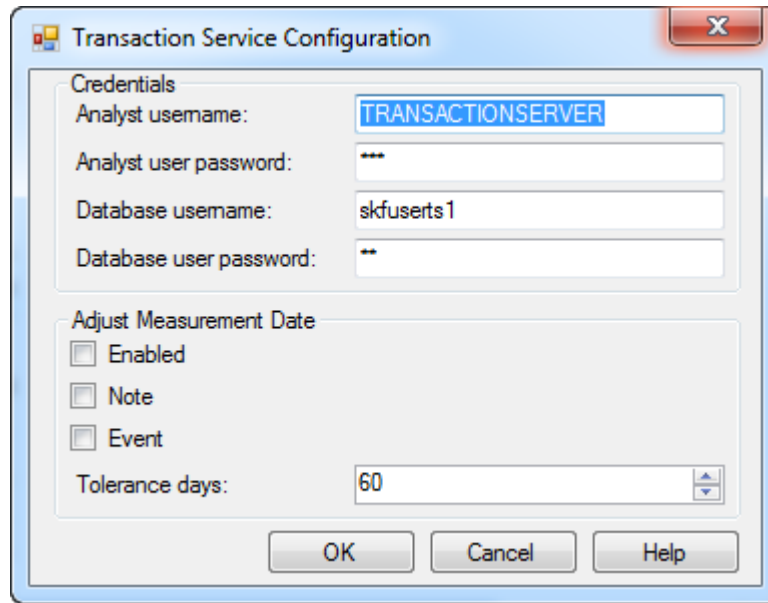 Transaction Service Configuration
Credentials
Analyst username: TRANSACTIONSERVER
Analyst user password: ***
Database username: skfuserts1
Database user password: **
Adjust Measurement Date
Enabled
Note
Event
Tolerance days: 60
OK Cancel Help